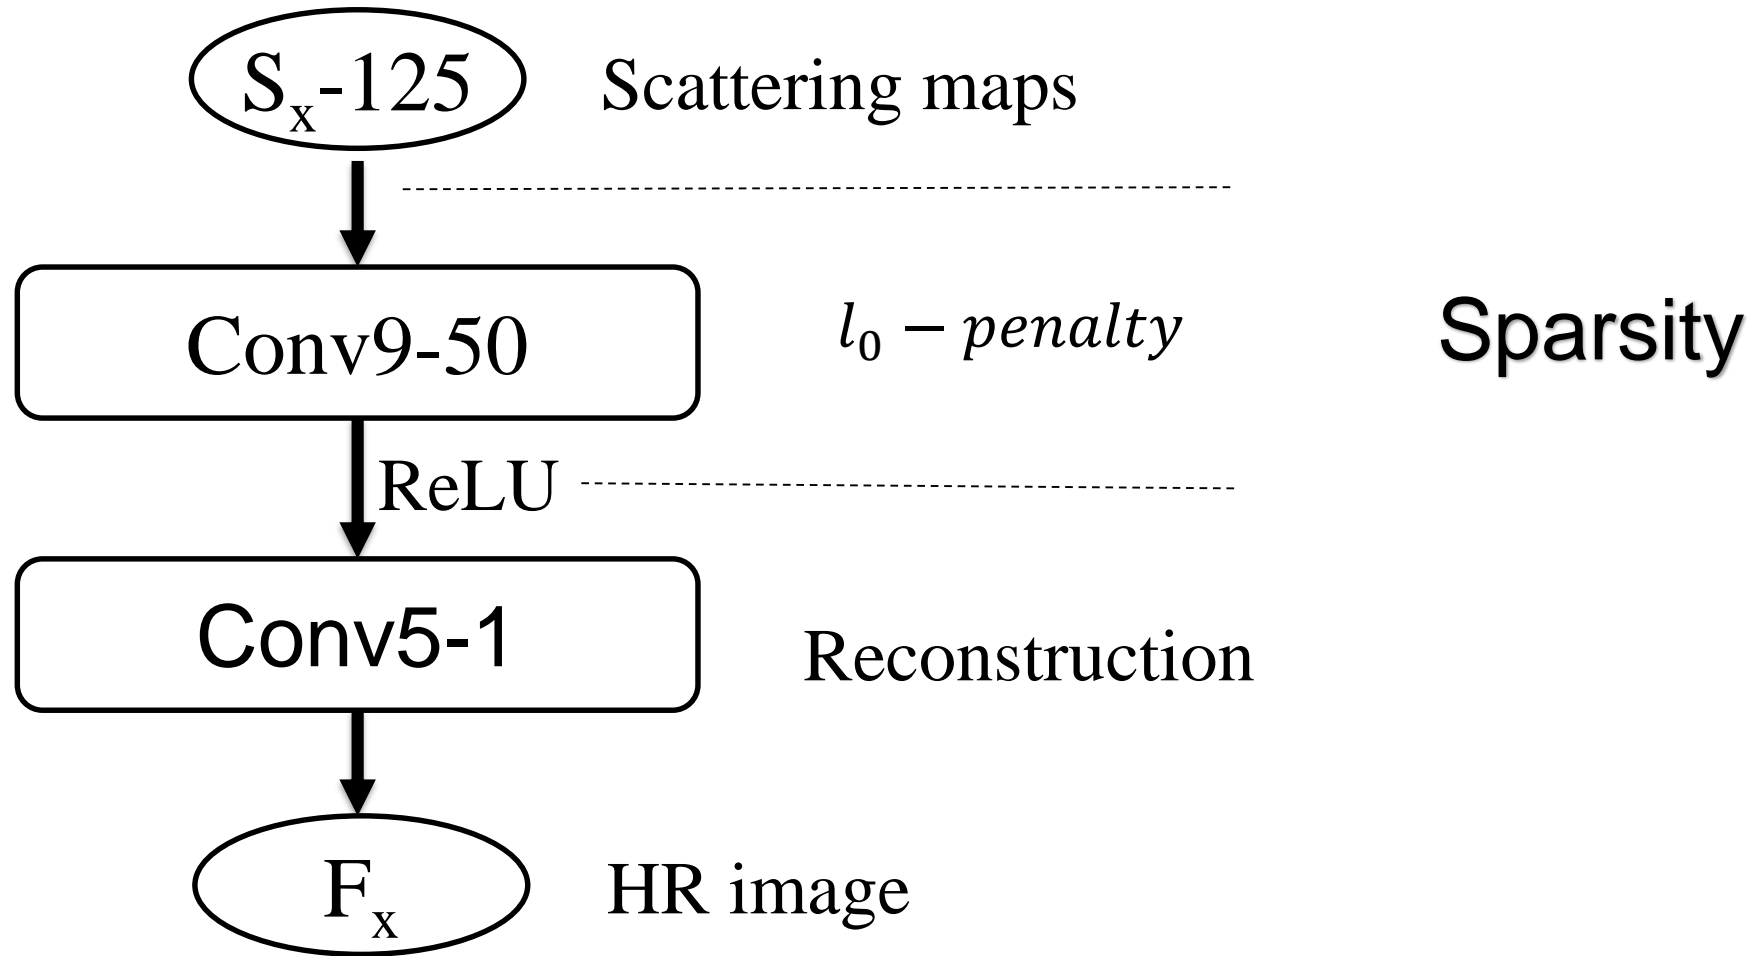 Sₓ-125
Scattering maps
Conv9-50
l₀ − penalty
Sparsity
ReLU
Conv5-1
Reconstruction
Fₓ
HR image